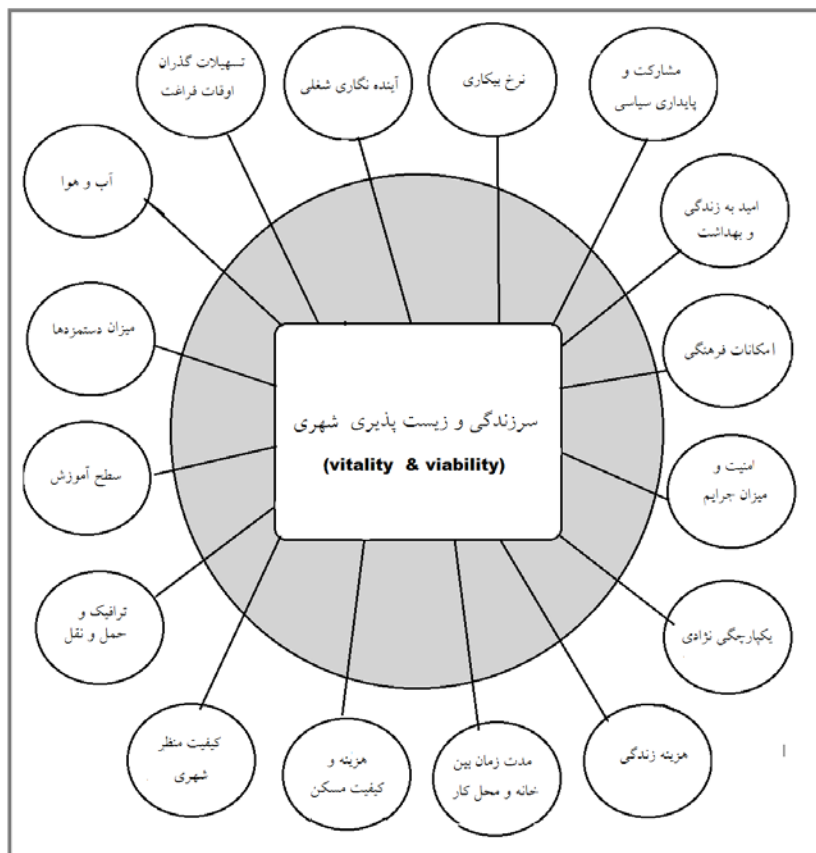 مشارکت و
پایداری سیاسی
نرخ بیکاری
آینده نگاری شغلی
تسهیلات گذران
اوقات فراغت
امید به زندگی
و بهداشت
آب و هوا
امکانات فرهنگی
میزان دستمزدها
سرزندگی و زیست پذیری شهری
(vitality & viability)
امنیت و
میزان جرایم
سطح آموزش
یکپارچگی نژادی
ترافیک و
حمل و نقل
هزینه زندگی
مدت زمان بین
خانه و محل کار
هزینه و
کیفیت مسکن
کیفیت منظر
شهری